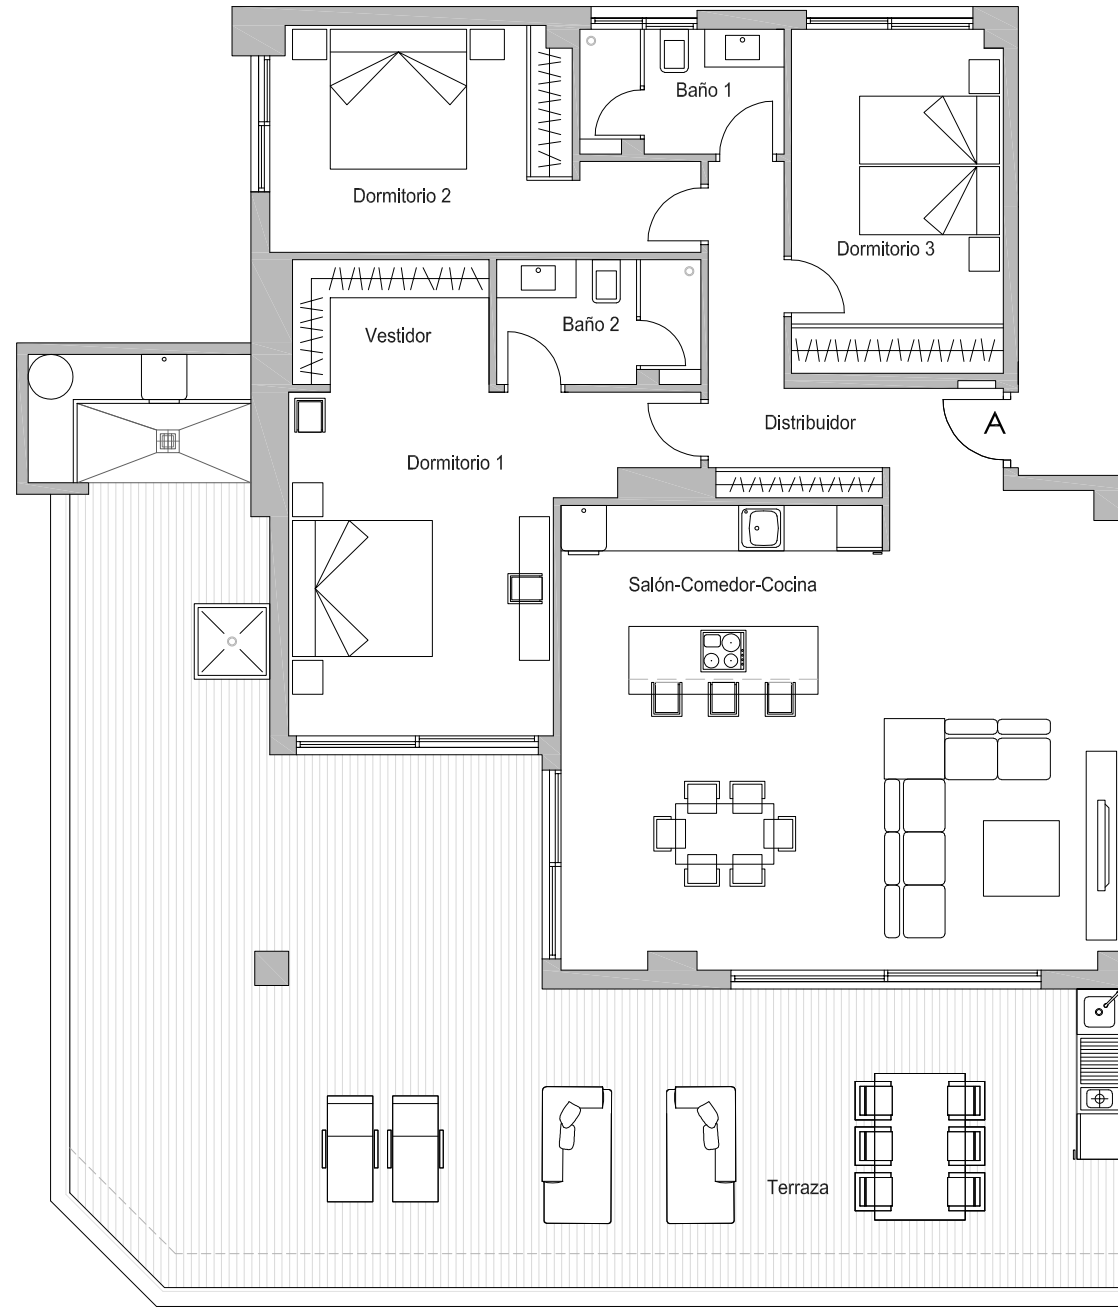 Baño 1
Dormitorio 2
Dormitorio 3
Baño 2
Vestidor
Distribuidor
A
Dormitorio 1
Salón-Comedor-Cocina
Terraza